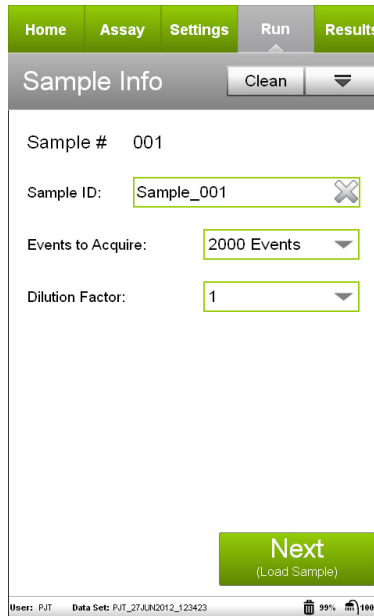 Home Assay Settings Run Results
Sample Info Clean
Sample # 001
Sample ID: Sample_001
Events to Acquire: 2000 Events
Dilution Factor: 1
Next
(Load Sample)
User: PJT Data Set: PJT_27JUN2012_123423 99% 100